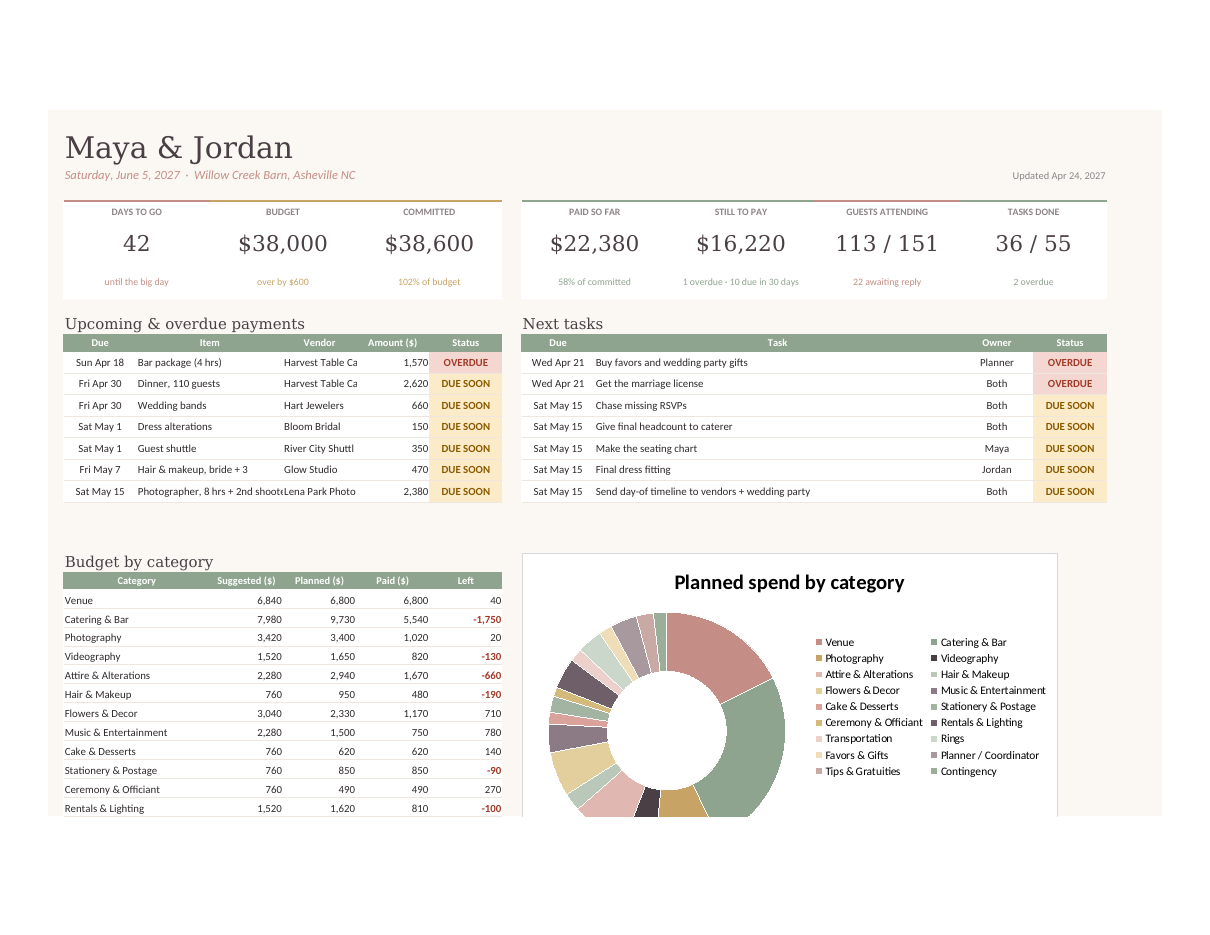 Maya & Jordan
Saturday, June 5, 2027 · Willow Creek Barn, Asheville NC
Updated Apr 24, 2027
DAYS TO GO BUDGET COMMITTED PAID SO FAR STILL TO PAY GUESTS ATTENDING TASKS DONE
42 $38,000 $38,600 $22,380 $16,220 113 / 151 36 / 55
until the big day over by $600 102% of budget 58% of committed 1 overdue · 10 due in 30 days 22 awaiting reply 2 overdue
Upcoming & overdue payments
Due Item Vendor Amount ($) Status
Sun Apr 18 Bar package (4 hrs) Harvest Table Ca 1,570 OVERDUE
Fri Apr 30 Dinner, 110 guests Harvest Table Ca 2,620 DUE SOON
Fri Apr 30 Wedding bands Hart Jewelers 660 DUE SOON
Sat May 1 Dress alterations Bloom Bridal 150 DUE SOON
Sat May 1 Guest shuttle River City Shuttl 350 DUE SOON
Fri May 7 Hair & makeup, bride + 3 Glow Studio 470 DUE SOON
Sat May 15 Photographer, 8 hrs + 2nd shoote Lena Park Photo 2,380 DUE SOON
Next tasks
Due Task Owner Status
Wed Apr 21 Buy favors and wedding party gifts Planner OVERDUE
Wed Apr 21 Get the marriage license Both OVERDUE
Sat May 15 Chase missing RSVPs Both DUE SOON
Sat May 15 Give final headcount to caterer Both DUE SOON
Sat May 15 Make the seating chart Maya DUE SOON
Sat May 15 Final dress fitting Jordan DUE SOON
Sat May 15 Send day-of timeline to vendors + wedding party Both DUE SOON
Budget by category
Category Suggested ($) Planned ($) Paid ($) Left
Venue 6,840 6,800 6,800 40
Catering & Bar 7,980 9,730 5,540 -1,750
Photography 3,420 3,400 1,020 20
Videography 1,520 1,650 820 -130
Attire & Alterations 2,280 2,940 1,670 -660
Hair & Makeup 760 950 480 -190
Flowers & Decor 3,040 2,330 1,170 710
Music & Entertainment 2,280 1,500 750 780
Cake & Desserts 760 620 620 140
Stationery & Postage 760 850 850 -90
Ceremony & Officiant 760 490 490 270
Rentals & Lighting 1,520 1,620 810 -100
Planned spend by category
Venue Catering & Bar
Photography Videography
Attire & Alterations Hair & Makeup
Flowers & Decor Music & Entertainment
Cake & Desserts Stationery & Postage
Ceremony & Officiant Rentals & Lighting
Transportation Rings
Favors & Gifts Planner / Coordinator
Tips & Gratuities Contingency